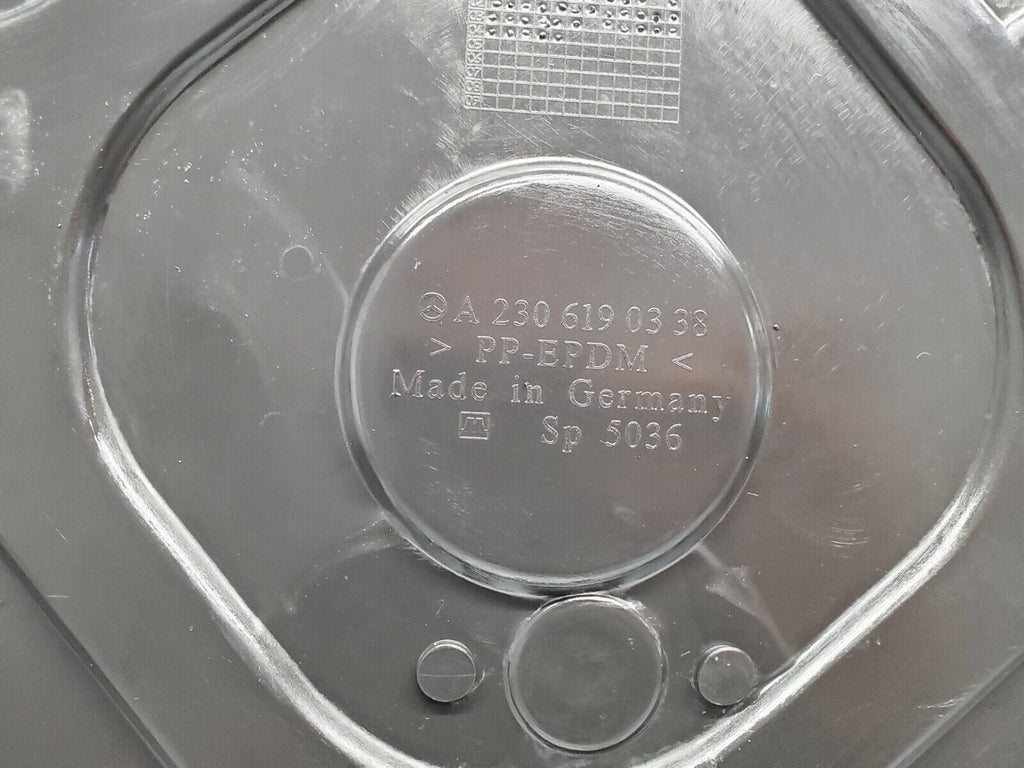 A 230 619 03 38
> PP-EPDM <
Made in Germany
Sp 5036